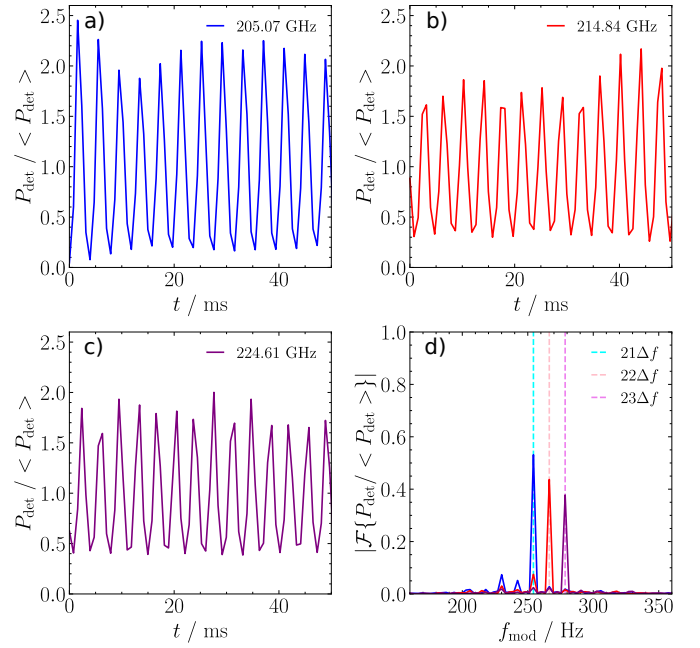 a)
205.07 GHz
P_det / < P_det >
2.5
2.0
1.5
1.0
0.5
0.0
0
20
40
t / ms
b)
214.84 GHz
P_det / < P_det >
2.5
2.0
1.5
1.0
0.5
0.0
0
20
40
t / ms
c)
224.61 GHz
P_det / < P_det >
2.5
2.0
1.5
1.0
0.5
0.0
0
20
40
t / ms
d)
21Δf
22Δf
23Δf
|ℱ{P_det/ < P_det >}|
1.0
0.8
0.6
0.4
0.2
0.0
200
250
300
350
f_mod / Hz